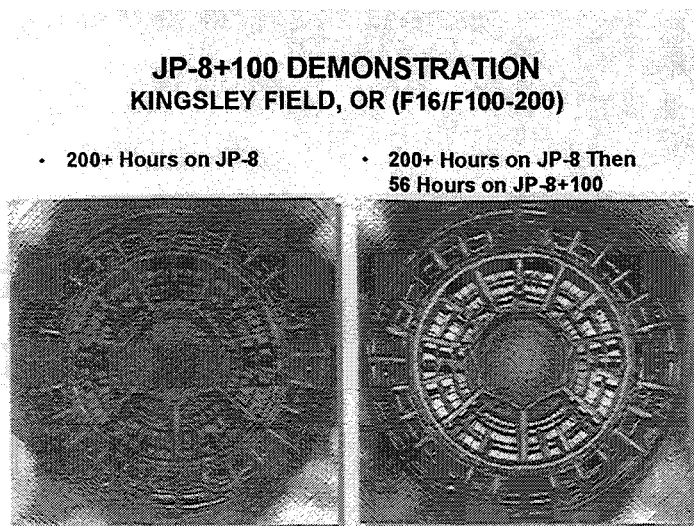 JP-8+100 DEMONSTRATION
KINGSLEY FIELD, OR (F16/F100-200)
• 200+ Hours on JP-8
• 200+ Hours on JP-8 Then
56 Hours on JP-8+100